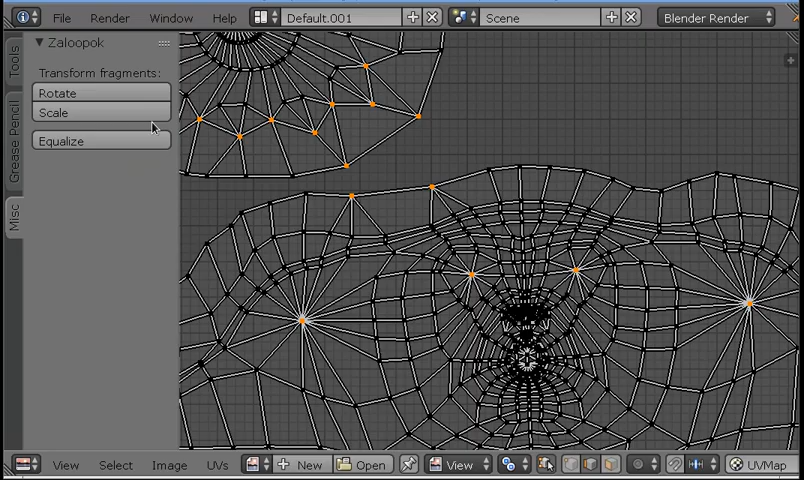 File Render Window Help Default.001 Scene Blender Render
Tools
Grease Pencil
Misc
Zaloopok
Transform fragments:
Rotate
Scale
Equalize
View Select Image UVs New Open View UVMap